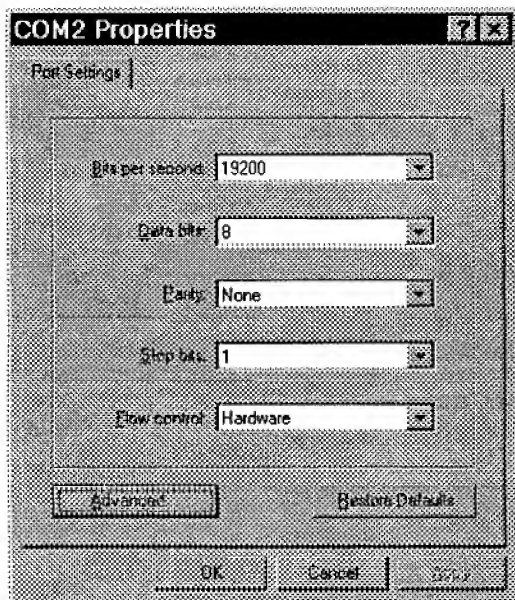 COM2 Properties
Port Settings
Bits per second: 19200
Data bits: 8
Parity: None
Stop bits: 1
Flow control: Hardware
Advanced...
Restore Defaults
OK Cancel Apply